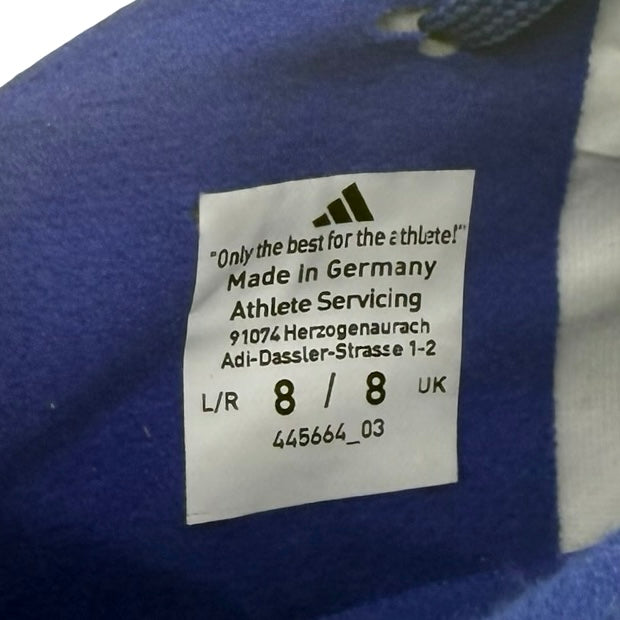 "Only the best for the athlete!"
Made in Germany
Athlete Servicing
91074 Herzogenaurach
Adi-Dassler-Strasse 1-2
L/R 8 / 8 UK
445664_03